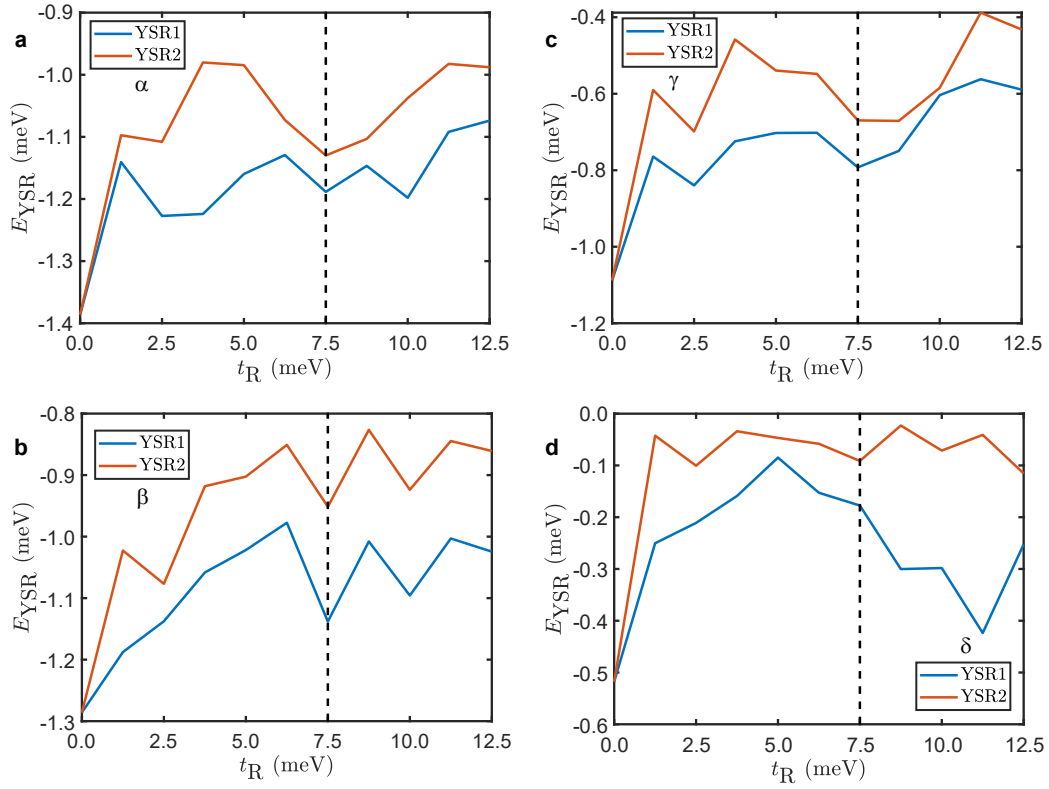 a
YSR1
YSR2
α
-0.9
-1.0
-1.1
-1.2
-1.3
-1.4
E_YSR (meV)
0.0 2.5 5.0 7.5 10.0 12.5
t_R (meV)
c
YSR1
YSR2
γ
-0.4
-0.6
-0.8
-1.0
-1.2
E_YSR (meV)
0.0 2.5 5.0 7.5 10.0 12.5
t_R (meV)
b
YSR1
YSR2
β
-0.8
-0.9
-1.0
-1.1
-1.2
-1.3
E_YSR (meV)
0.0 2.5 5.0 7.5 10.0 12.5
t_R (meV)
d
0.0
-0.1
-0.2
-0.3
-0.4
-0.5
-0.6
E_YSR (meV)
δ
YSR1
YSR2
0.0 2.5 5.0 7.5 10.0 12.5
t_R (meV)